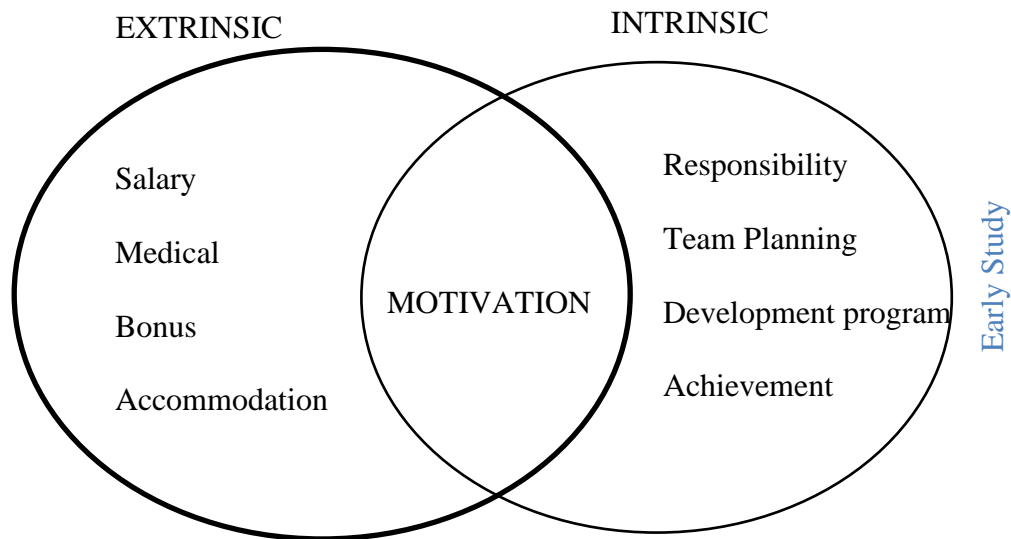 EXTRINSIC
INTRINSIC
Salary
Medical
Bonus
Accommodation
MOTIVATION
Responsibility
Team Planning
Development program
Achievement
Early Study